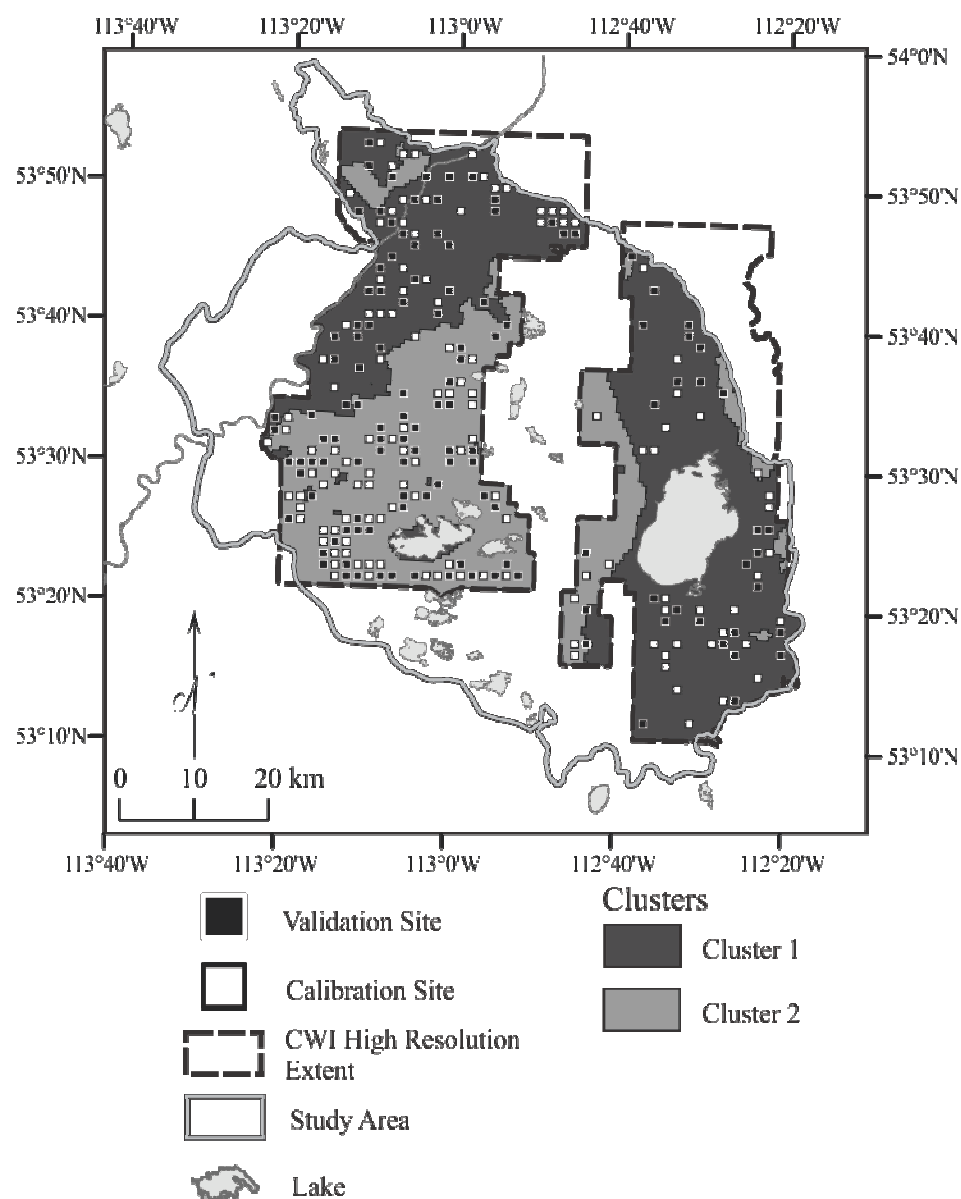 113°40'W 113°20'W 113°0'W 112°40'W 112°20'W
54°0'N
53°50'N 53°50'N
53°40'N 53°40'N
53°30'N 53°30'N
53°20'N 53°20'N
53°10'N 53°10'N
0 10 20 km
113°40'W 113°20'W 113°0'W 112°40'W 112°20'W
Validation Site
Calibration Site
CWI High Resolution
Extent
Study Area
Lake
Clusters
Cluster 1
Cluster 2